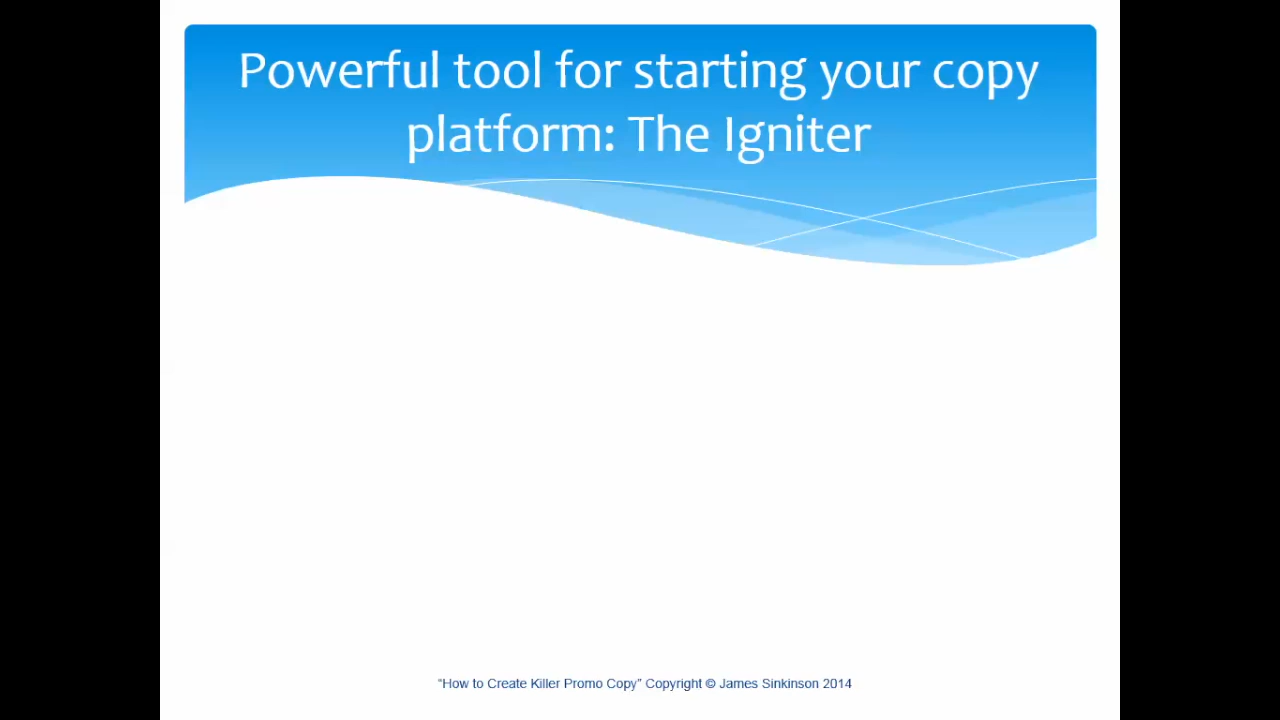 Powerful tool for starting your copy
platform: The Igniter
“How to Create Killer Promo Copy” Copyright © James Sinkinson 2014